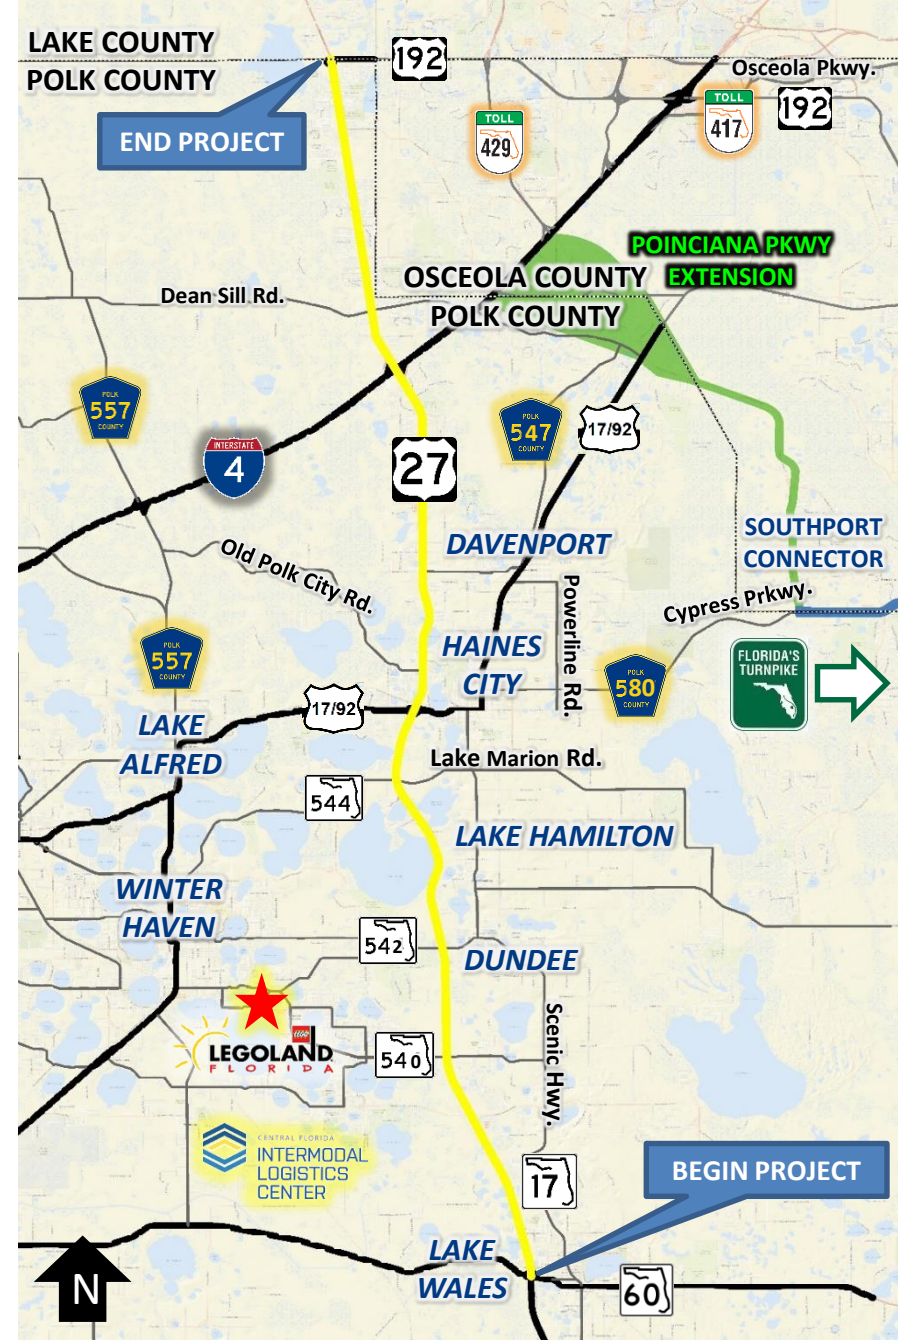 LAKE COUNTY
POLK COUNTY
192
Osceola Pkwy.
END PROJECT
TOLL
429
TOLL
417
192
POINCIANA PKWY
EXTENSION
OSCEOLA COUNTY
POLK COUNTY
Dean Sill Rd.
POLK
557
COUNTY
POLK
547
COUNTY
17/92
INTERSTATE
4
27
DAVENPORT
SOUTHPORT
CONNECTOR
Old Polk City Rd.
Powerline Rd.
Cypress Prkwy.
POLK
557
COUNTY
HAINES
CITY
POLK
580
COUNTY
FLORIDA'S
TURNPIKE
17/92
LAKE
ALFRED
Lake Marion Rd.
544
LAKE HAMILTON
WINTER
HAVEN
542
DUNDEE
Scenic Hwy.
LEGO
LEGOLAND
FLORIDA
540
CENTRAL FLORIDA
INTERMODAL
LOGISTICS
CENTER
17
BEGIN PROJECT
LAKE
WALES
60
N